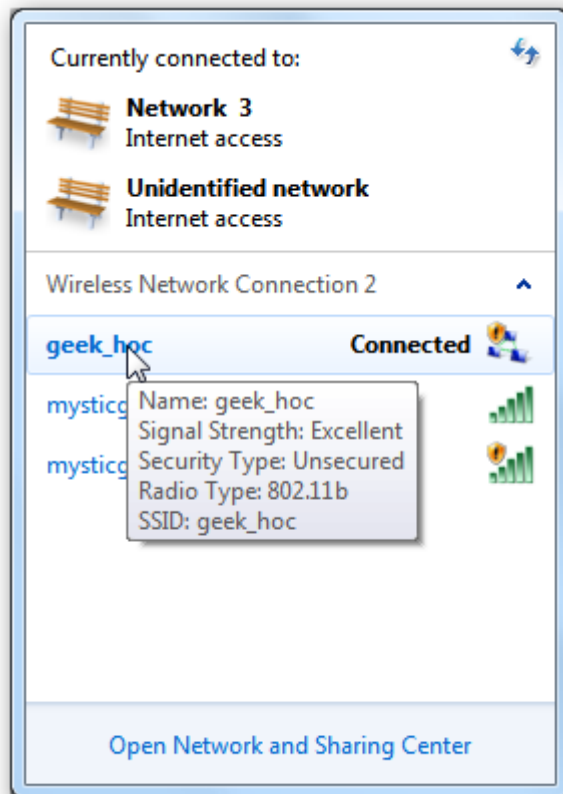 Currently connected to:
Network 3
Internet access
Unidentified network
Internet access
Wireless Network Connection 2
geek_hoc Connected
Name: geek_hoc
Signal Strength: Excellent
Security Type: Unsecured
Radio Type: 802.11b
SSID: geek_hoc
Open Network and Sharing Center